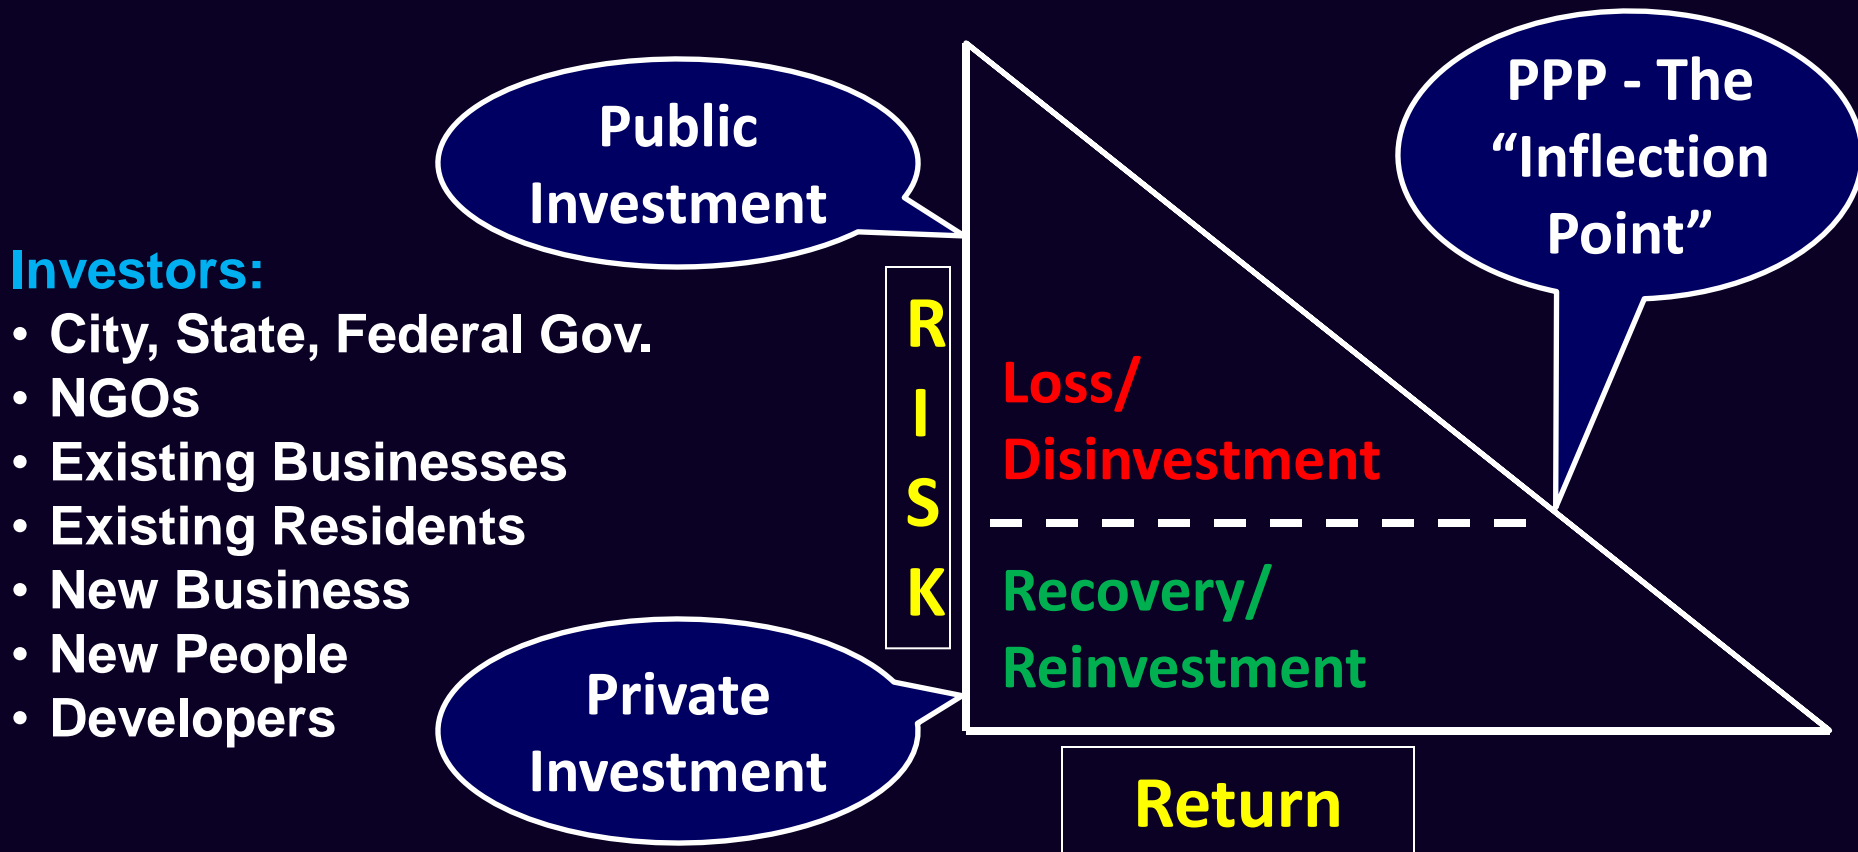 Public
Investment
PPP - The
“Inflection
Point”
Investors:
• City, State, Federal Gov.
• NGOs
• Existing Businesses
• Existing Residents
• New Business
• New People
• Developers
R
I
S
K
Loss/
Disinvestment
Recovery/
Reinvestment
Private
Investment
Return